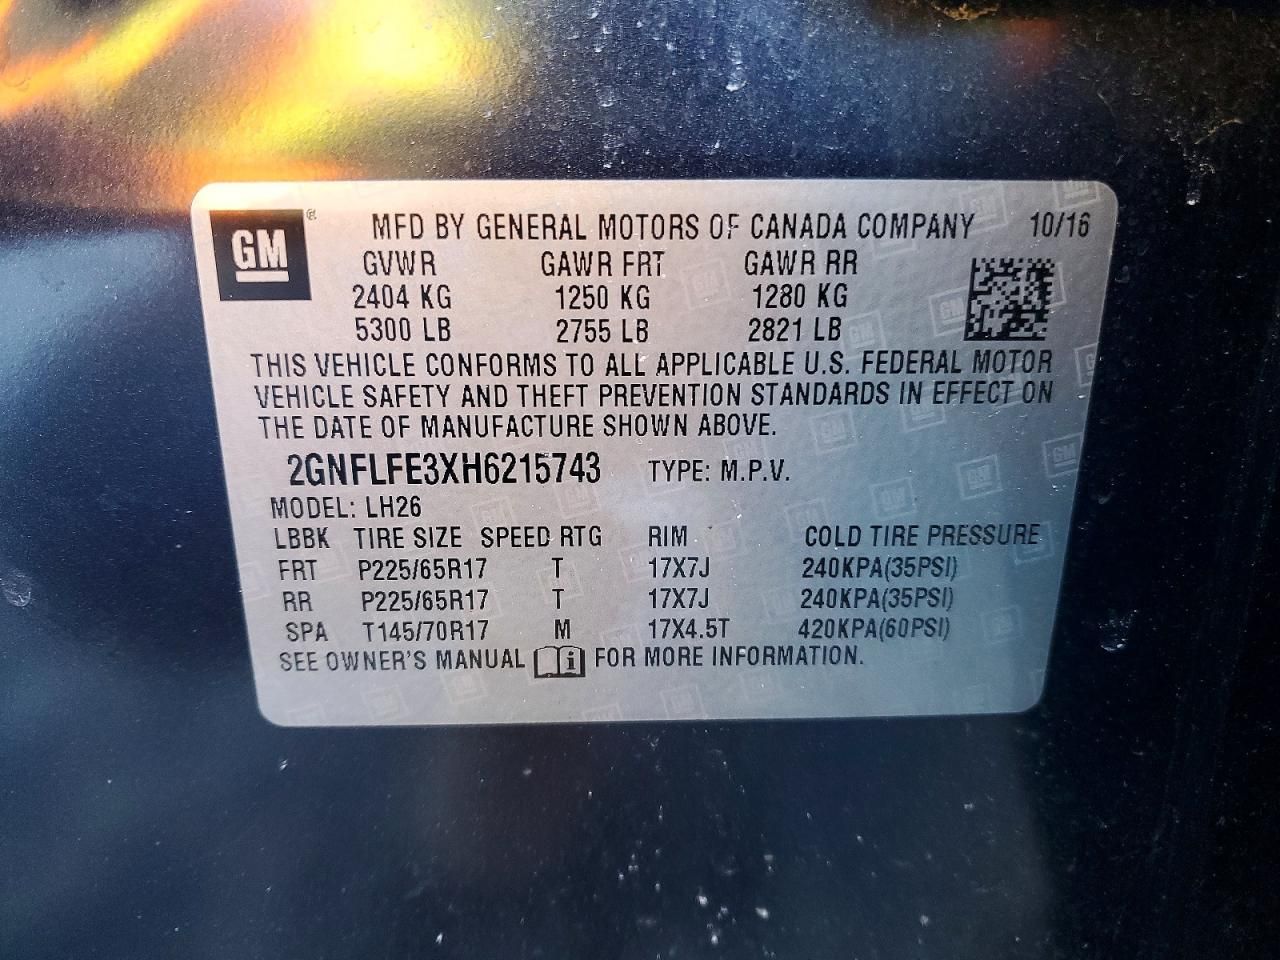 GM ® MFD BY GENERAL MOTORS OF CANADA COMPANY 10/16
GVWR GAWR FRT GAWR RR
2404 KG 1250 KG 1280 KG
5300 LB 2755 LB 2821 LB
THIS VEHICLE CONFORMS TO ALL APPLICABLE U.S. FEDERAL MOTOR
VEHICLE SAFETY AND THEFT PREVENTION STANDARDS IN EFFECT ON
THE DATE OF MANUFACTURE SHOWN ABOVE.
2GNFLFE3XH6215743 TYPE: M.P.V.
MODEL: LH26
LBBK TIRE SIZE SPEED RTG RIM COLD TIRE PRESSURE
FRT P225/65R17 T 17X7J 240KPA(35PSI)
RR P225/65R17 T 17X7J 240KPA(35PSI)
SPA T145/70R17 M 17X4.5T 420KPA(60PSI)
SEE OWNER'S MANUAL i FOR MORE INFORMATION.